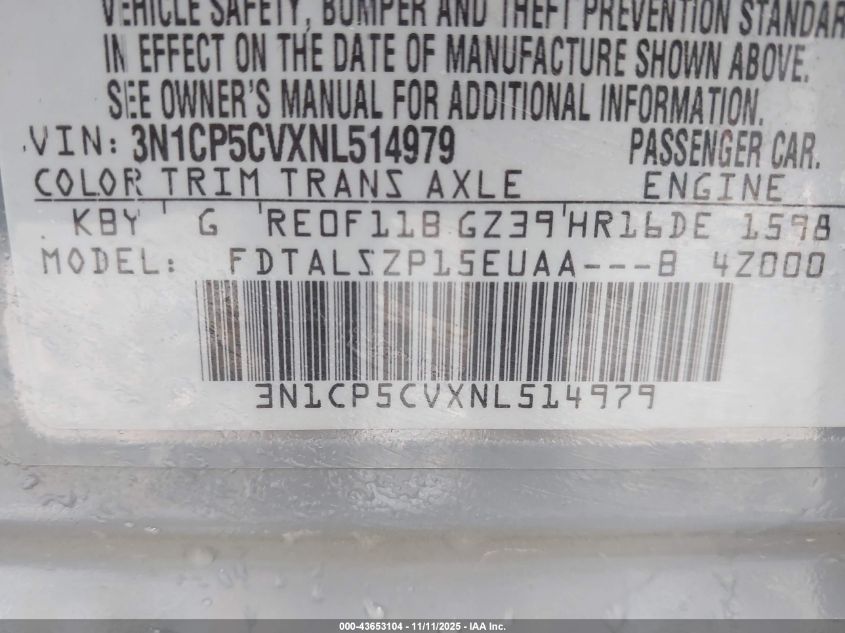 VEHICLE SAFETY, BUMPER AND THEFT PREVENTION STANDAR
IN EFFECT ON THE DATE OF MANUFACTURE SHOWN ABOVE.
SEE OWNER'S MANUAL FOR ADDITIONAL INFORMATION.
VIN: 3N1CP5CVXNL514979 PASSENGER CAR.
COLOR TRIM TRANS AXLE ENGINE
KBY G RE0F11B GZ39 HR16DE 1598
MODEL: FDTALSZP15EUAA---B 4Z000
3N1CP5CVXNL514979
000-43653104 - 11/11/2025 - IAA Inc.